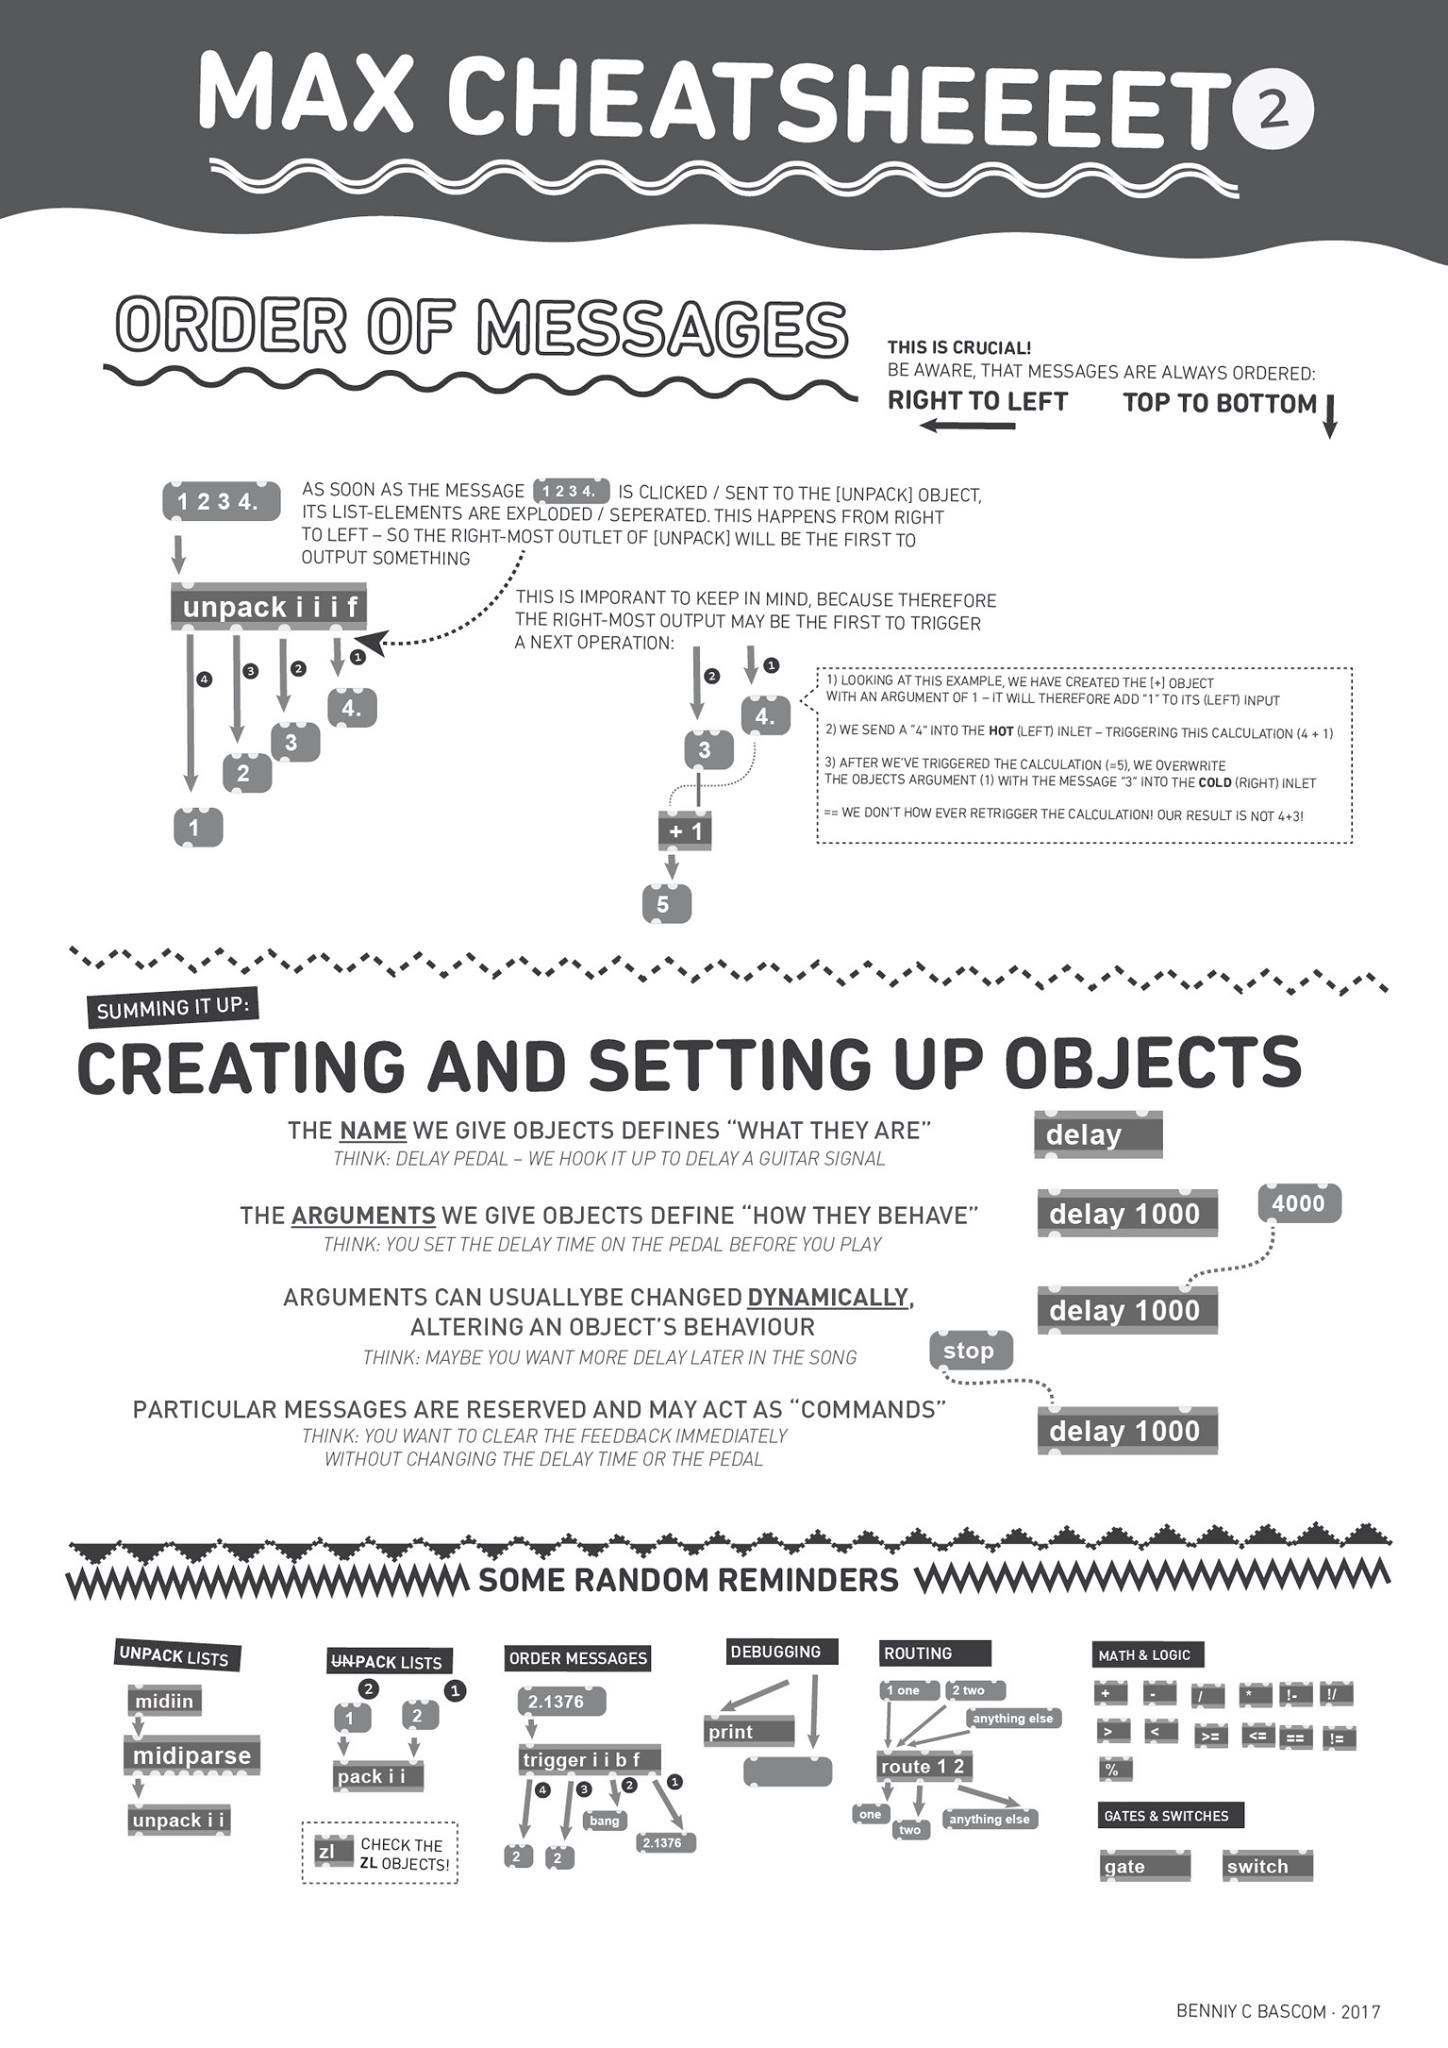 MAX CHEATSHEEEET 2
ORDER OF MESSAGES
THIS IS CRUCIAL!
BE AWARE, THAT MESSAGES ARE ALWAYS ORDERED:
RIGHT TO LEFT
TOP TO BOTTOM
1 2 3 4.
AS SOON AS THE MESSAGE 1 2 3 4. IS CLICKED / SENT TO THE [UNPACK] OBJECT,
ITS LIST-ELEMENTS ARE EXPLODED / SEPERATED. THIS HAPPENS FROM RIGHT
TO LEFT – SO THE RIGHT-MOST OUTLET OF [UNPACK] WILL BE THE FIRST TO
OUTPUT SOMETHING
unpack i i i f
4
3
2
1
4.
3
2
1
THIS IS IMPORANT TO KEEP IN MIND, BECAUSE THEREFORE
THE RIGHT-MOST OUTPUT MAY BE THE FIRST TO TRIGGER
A NEXT OPERATION:
2
1
4.
3
+ 1
5
1) LOOKING AT THIS EXAMPLE, WE HAVE CREATED THE [+] OBJECT
WITH AN ARGUMENT OF 1 – IT WILL THEREFORE ADD "1" TO ITS (LEFT) INPUT
2) WE SEND A "4" INTO THE HOT (LEFT) INLET – TRIGGERING THIS CALCULATION (4 + 1)
3) AFTER WE'VE TRIGGERED THE CALCULATION (=5), WE OVERWRITE
THE OBJECTS ARGUMENT (1) WITH THE MESSAGE "3" INTO THE COLD (RIGHT) INLET
== WE DON'T HOW EVER RETRIGGER THE CALCULATION! OUR RESULT IS NOT 4+3!
SUMMING IT UP:
CREATING AND SETTING UP OBJECTS
THE NAME WE GIVE OBJECTS DEFINES “WHAT THEY ARE”
THINK: DELAY PEDAL – WE HOOK IT UP TO DELAY A GUITAR SIGNAL
delay
THE ARGUMENTS WE GIVE OBJECTS DEFINE “HOW THEY BEHAVE”
THINK: YOU SET THE DELAY TIME ON THE PEDAL BEFORE YOU PLAY
delay 1000
4000
ARGUMENTS CAN USUALLYBE CHANGED DYNAMICALLY,
ALTERING AN OBJECT'S BEHAVIOUR
THINK: MAYBE YOU WANT MORE DELAY LATER IN THE SONG
delay 1000
stop
PARTICULAR MESSAGES ARE RESERVED AND MAY ACT AS “COMMANDS”
THINK: YOU WANT TO CLEAR THE FEEDBACK IMMEDIATELY
WITHOUT CHANGING THE DELAY TIME OR THE PEDAL
delay 1000
SOME RANDOM REMINDERS
UNPACK LISTS
midiin
midiparse
unpack i i
UNPACK LISTS
2
1
1
2
pack i i
zl
CHECK THE
ZL OBJECTS!
ORDER MESSAGES
2.1376
trigger i i b f
4
3
2
1
bang
2.1376
2
2
DEBUGGING
print
ROUTING
1 one
2 two
anything else
route 1 2
one
two
anything else
MATH & LOGIC
+ - / * !- !/
> < >= <= == !=
%
GATES & SWITCHES
gate
switch
BENNIY C BASCOM · 2017